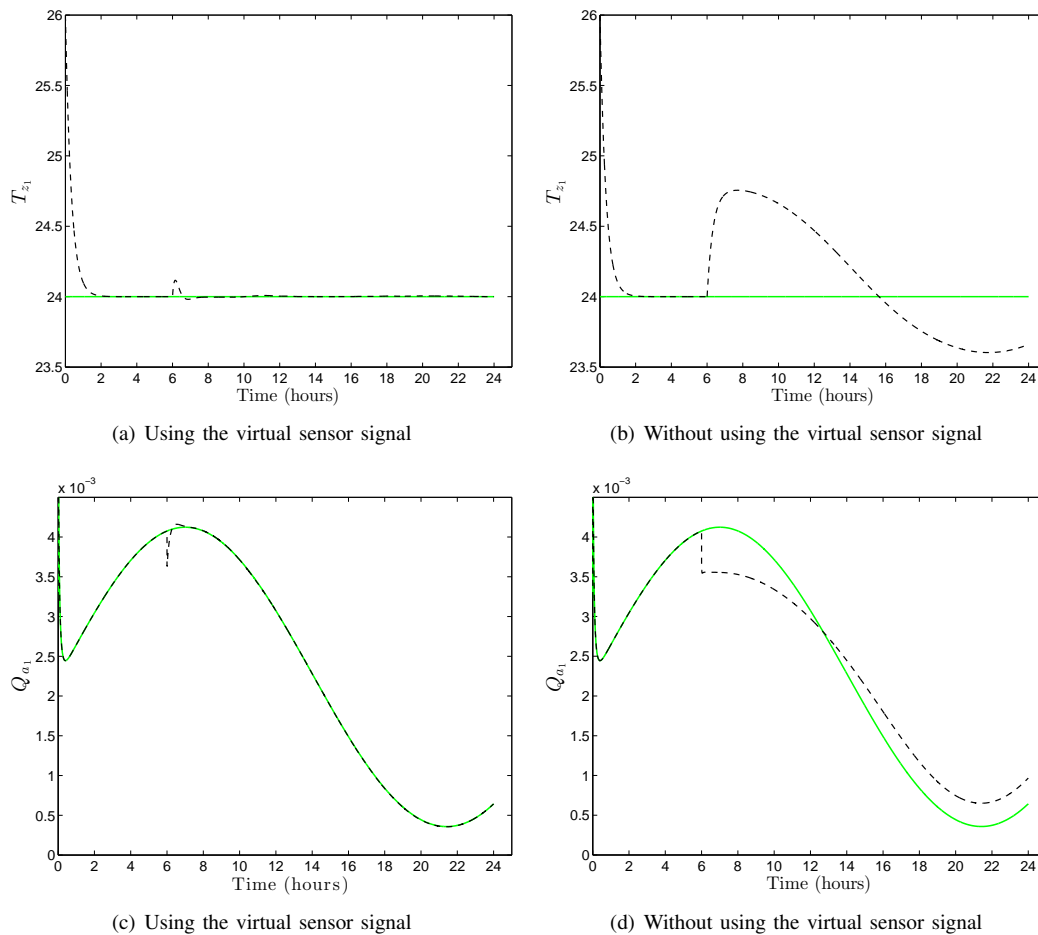 26
25.5
25
24.5
24
23.5
T_{z_1}
0 2 4 6 8 10 12 14 16 18 20 22 24
Time (hours)
(a) Using the virtual sensor signal
26
25.5
25
24.5
24
23.5
T_{z_1}
0 2 4 6 8 10 12 14 16 18 20 22 24
Time (hours)
(b) Without using the virtual sensor signal
x 10^{−3}
4
3.5
3
2.5
2
1.5
1
0.5
0
Q_{a_1}
0 2 4 6 8 10 12 14 16 18 20 22 24
Time (hours)
(c) Using the virtual sensor signal
x 10^{−3}
4
3.5
3
2.5
2
1.5
1
0.5
0
Q_{a_1}
0 2 4 6 8 10 12 14 16 18 20 22 24
Time (hours)
(d) Without using the virtual sensor signal